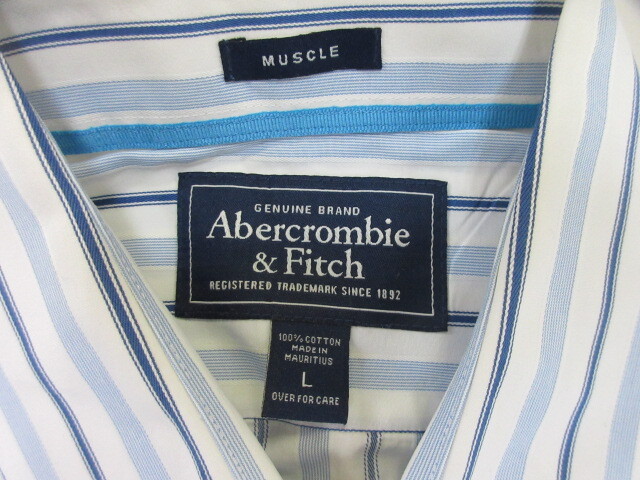 MUSCLE
GENUINE BRAND
Abercrombie
& Fitch
REGISTERED TRADEMARK SINCE 1892
100% COTTON
MADE IN
MAURITIUS
L
OVER FOR CARE